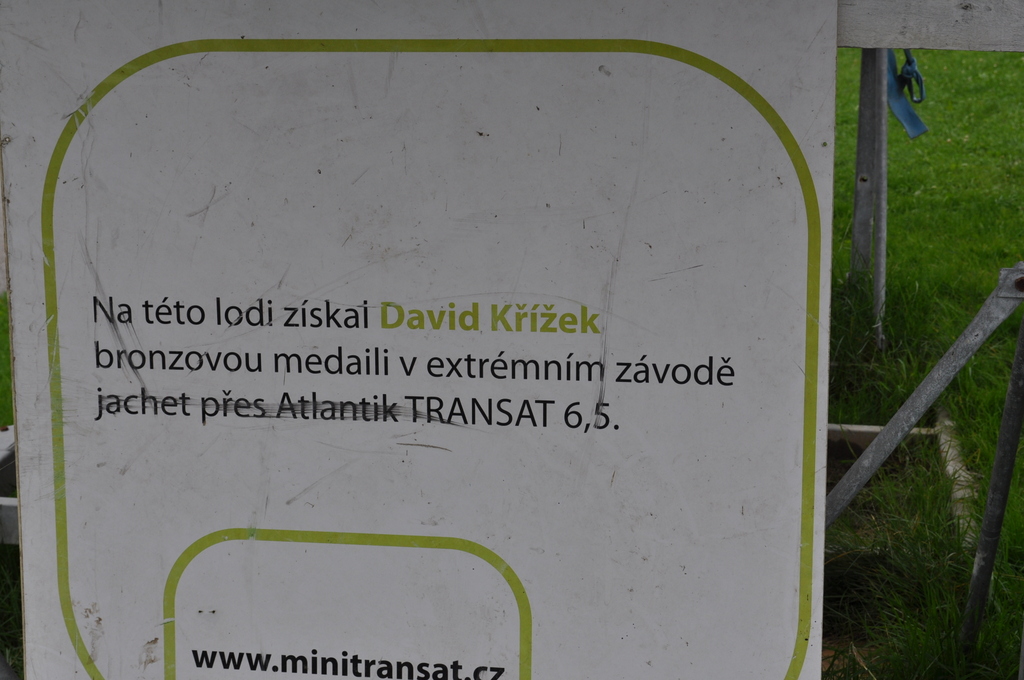 Na této lodi získal David Křížek
bronzovou medaili v extrémním závodě
jachet přes Atlantik TRANSAT 6,5.
www.minitransat.cz